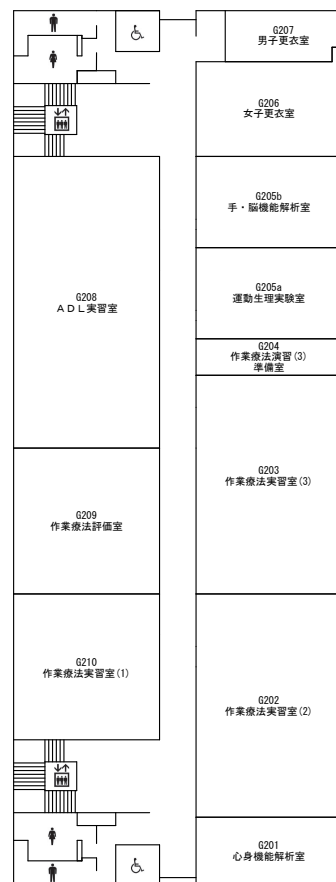 G207
男子更衣室
G206
女子更衣室
G205b
手・脳機能解析室
G208
ＡＤＬ実習室
G205a
運動生理実験室
G204
作業療法演習(3)
準備室
G203
作業療法実習室(3)
G209
作業療法評価室
G210
作業療法実習室(1)
G202
作業療法実習室(2)
G201
心身機能解析室